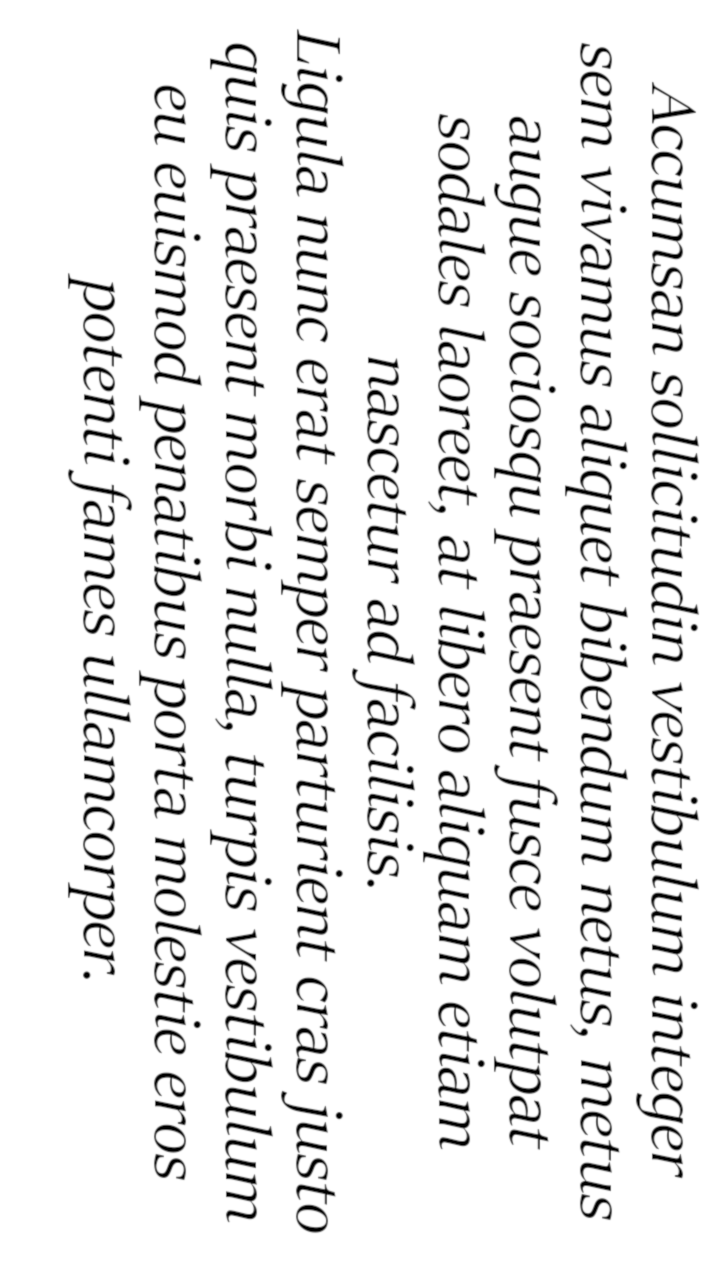 Accumsan sollicitudin vestibulum integer
sem vivamus aliquet bibendum netus, metus
augue sociosqu praesent fusce volutpat
sodales laoreet, at libero aliquam etiam
nascetur ad facilisis.
Ligula nunc erat semper parturient cras justo
quis praesent morbi nulla, turpis vestibulum
eu euismod penatibus porta molestie eros
potenti fames ullamcorper.